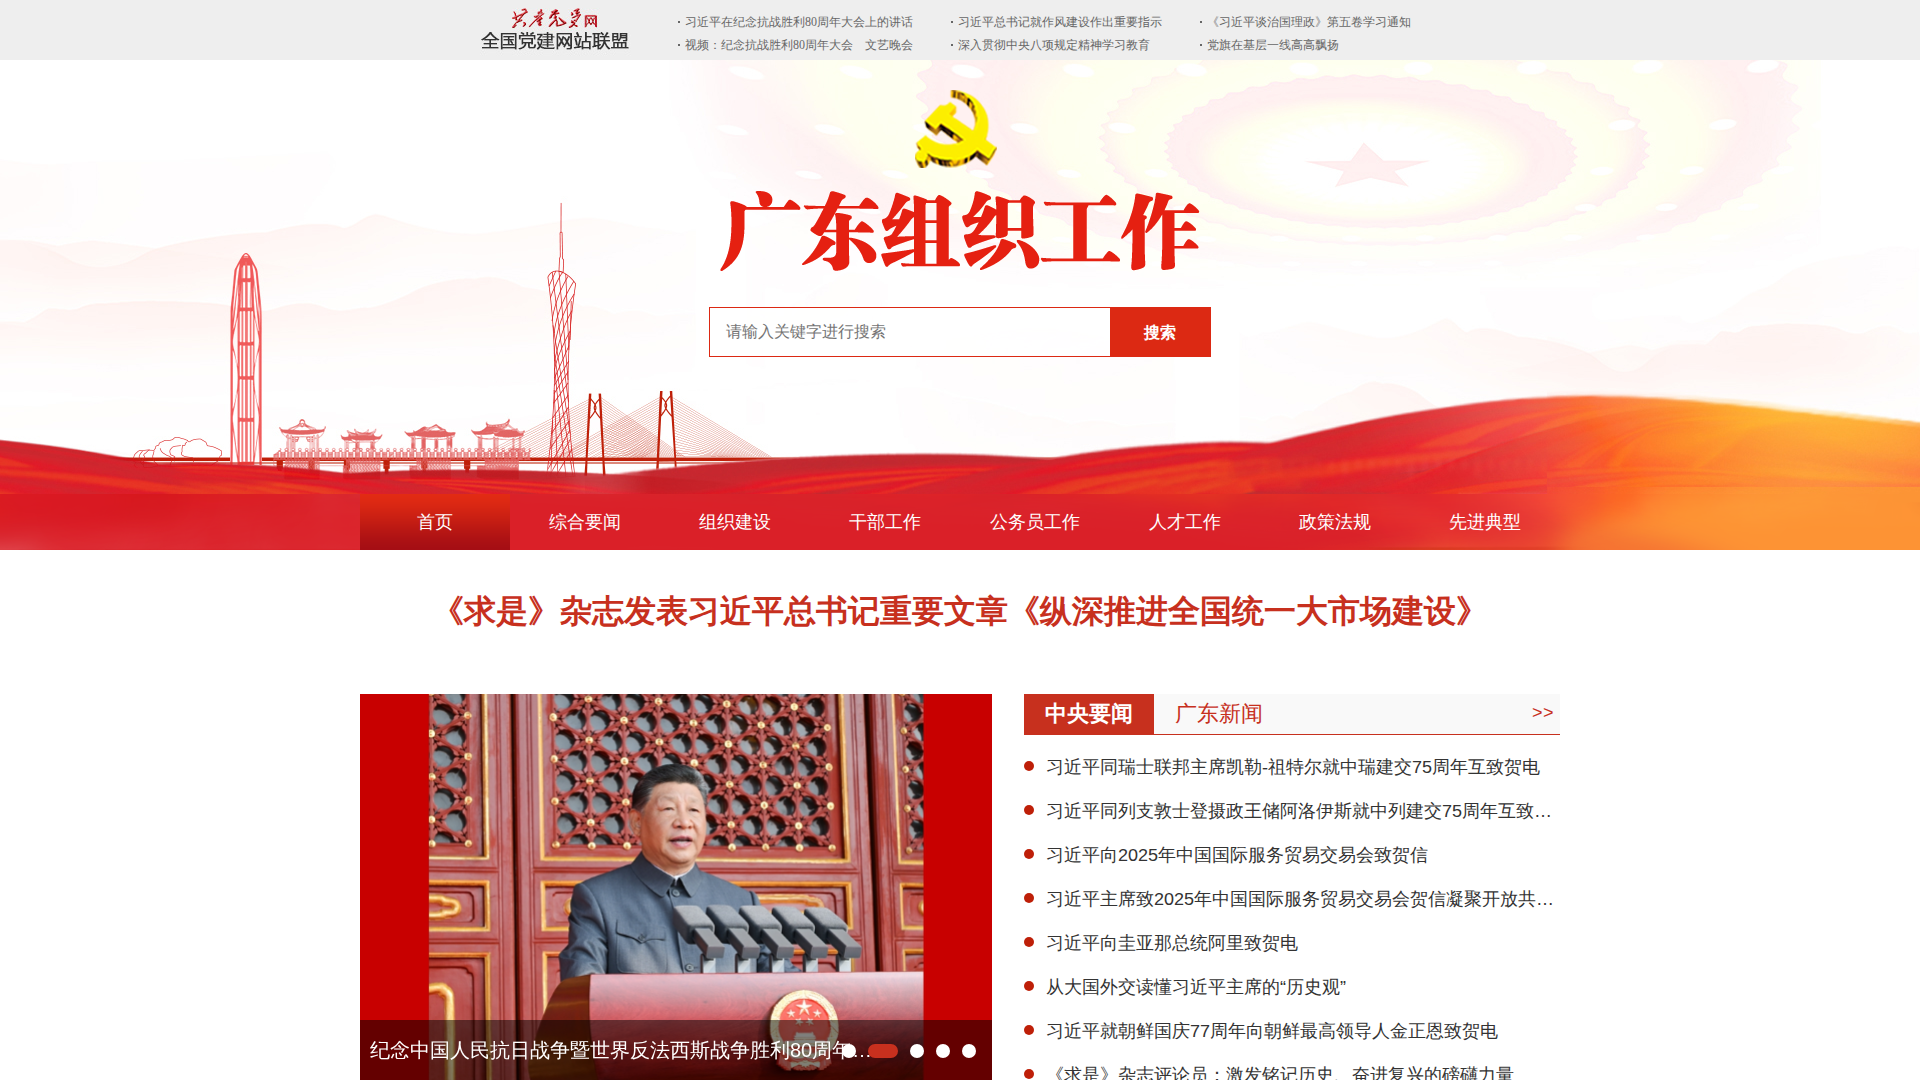 共产党员网
全国党建网站联盟
· 习近平在纪念抗战胜利80周年大会上的讲话
· 习近平总书记就作风建设作出重要指示
· 《习近平谈治国理政》第五卷学习通知
· 视频：纪念抗战胜利80周年大会　文艺晚会
· 深入贯彻中央八项规定精神学习教育
· 党旗在基层一线高高飘扬
广东组织工作
请输入关键字进行搜索
搜索
首页
综合要闻
组织建设
干部工作
公务员工作
人才工作
政策法规
先进典型
《求是》杂志发表习近平总书记重要文章《纵深推进全国统一大市场建设》
纪念中国人民抗日战争暨世界反法西斯战争胜利80周年…
中央要闻
广东新闻
>>
习近平同瑞士联邦主席凯勒-祖特尔就中瑞建交75周年互致贺电
习近平同列支敦士登摄政王储阿洛伊斯就中列建交75周年互致…
习近平向2025年中国国际服务贸易交易会致贺信
习近平主席致2025年中国国际服务贸易交易会贺信凝聚开放共…
习近平向圭亚那总统阿里致贺电
从大国外交读懂习近平主席的“历史观”
习近平就朝鲜国庆77周年向朝鲜最高领导人金正恩致贺电
《求是》杂志评论员：激发铭记历史、奋进复兴的磅礴力量